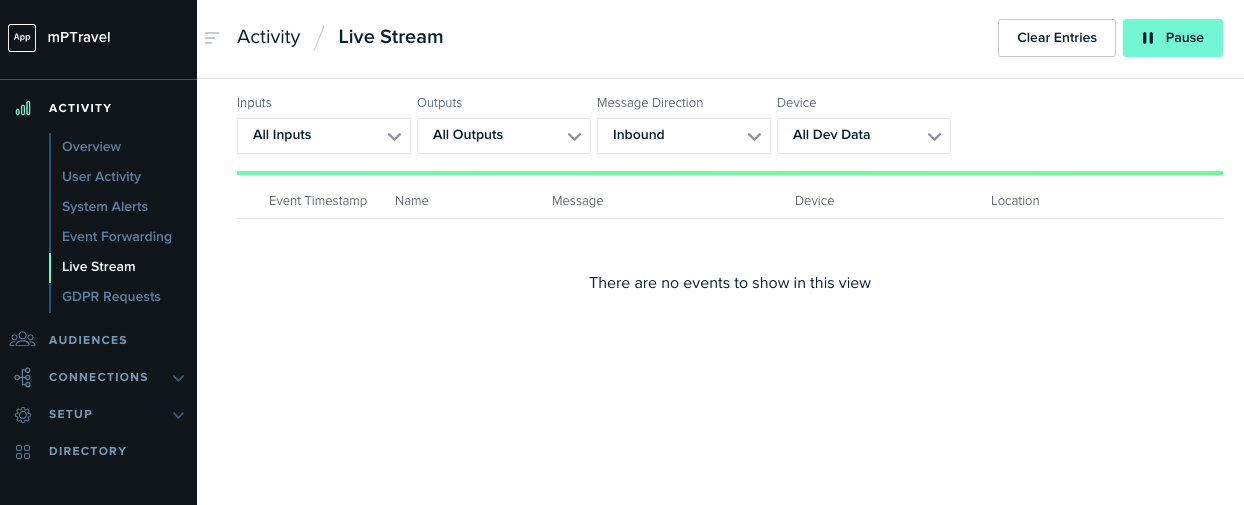 App mPTravel
Activity / Live Stream
Clear Entries
Pause
ACTIVITY
Overview
User Activity
System Alerts
Event Forwarding
Live Stream
GDPR Requests
AUDIENCES
CONNECTIONS
SETUP
DIRECTORY
Inputs Outputs Message Direction Device
All Inputs All Outputs Inbound All Dev Data
Event Timestamp Name Message Device Location
There are no events to show in this view